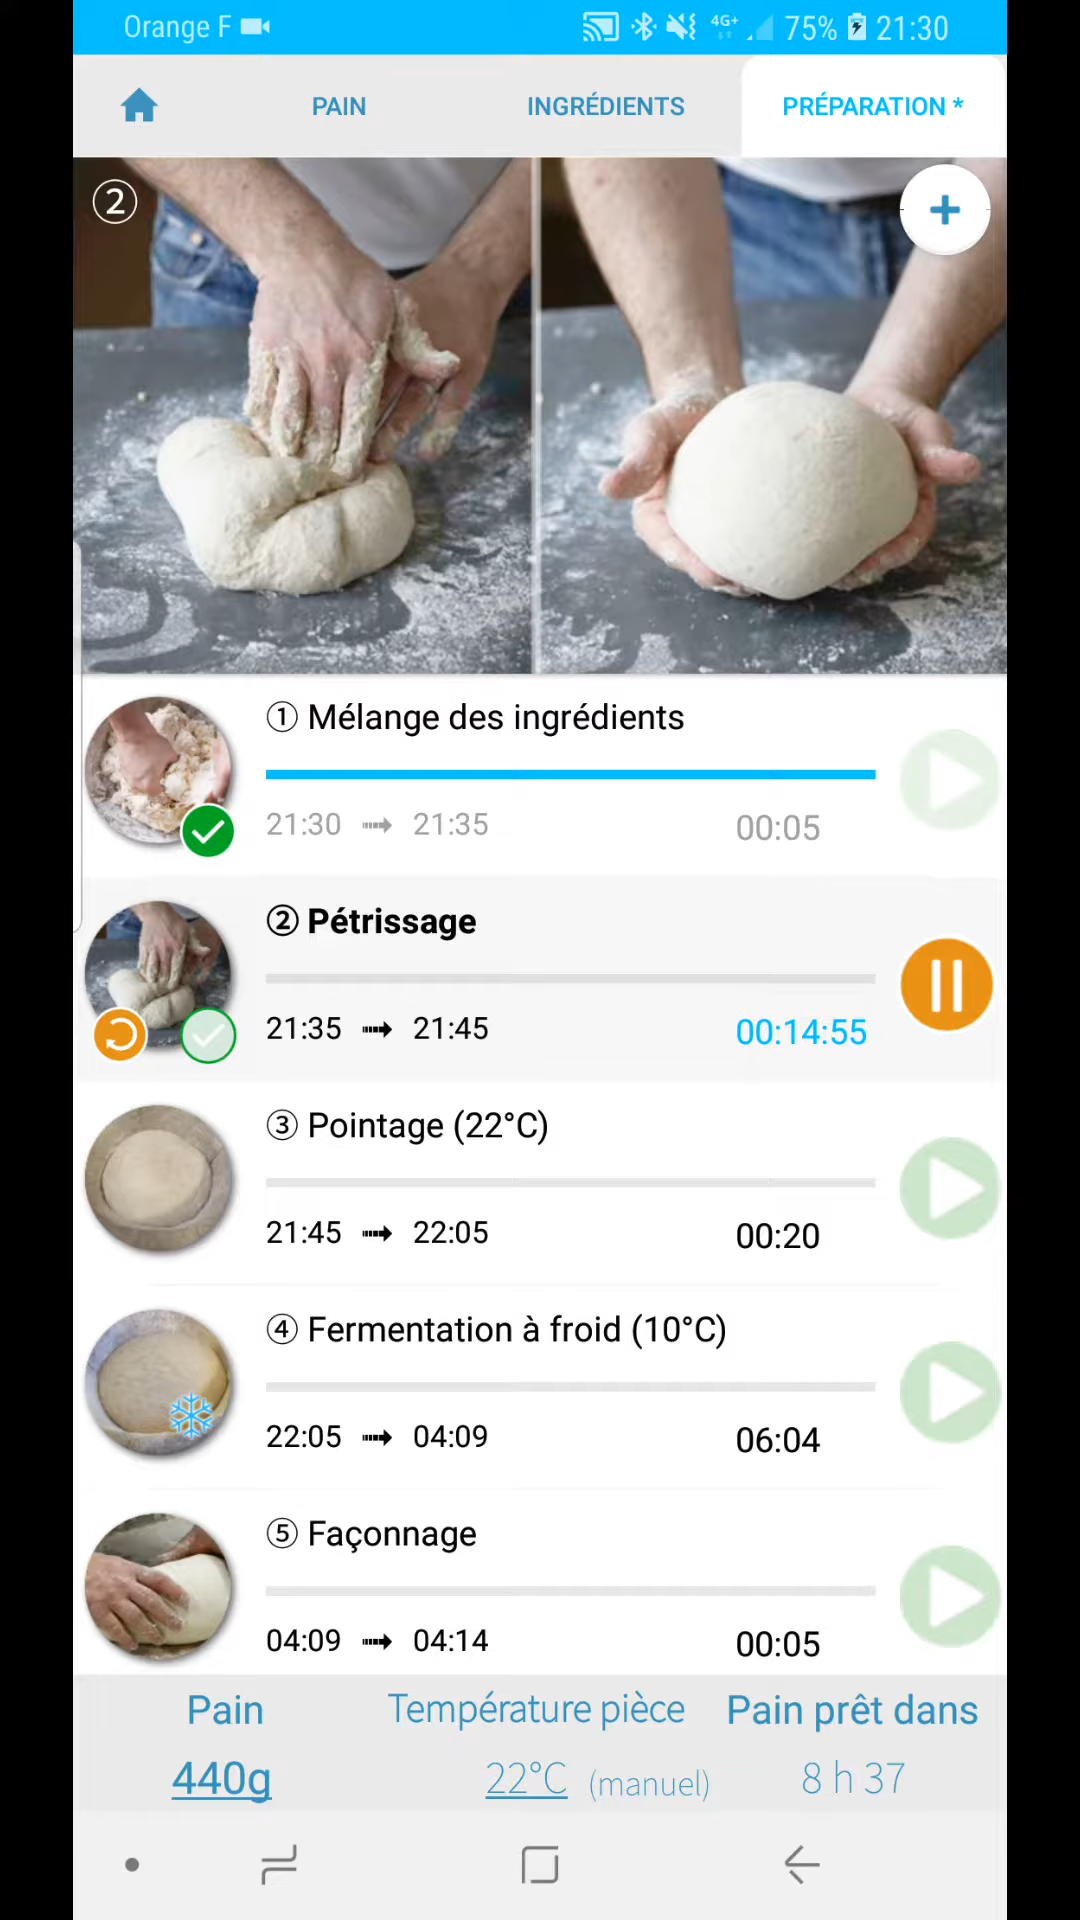 Orange F 4G+ 75% 21:30
PAIN INGRÉDIENTS PRÉPARATION *
② +
① Mélange des ingrédients
21:30 21:35 00:05
② Pétrissage
21:35 21:45 00:14:55
③ Pointage (22°C)
21:45 22:05 00:20
④ Fermentation à froid (10°C)
22:05 04:09 06:04
⑤ Façonnage
04:09 04:14 00:05
Pain Température pièce Pain prêt dans
440g 22°C (manuel) 8 h 37